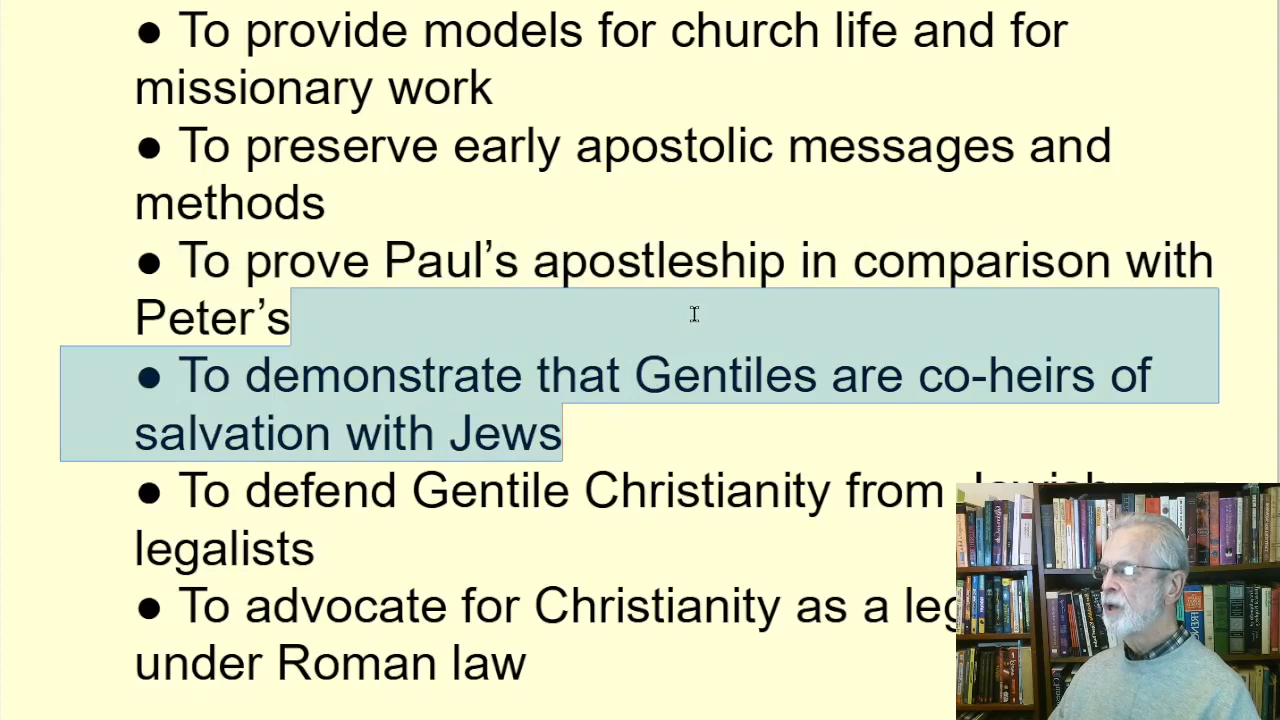 ● To provide models for church life and for
missionary work
● To preserve early apostolic messages and
methods
● To prove Paul’s apostleship in comparison with
Peter’s
● To demonstrate that Gentiles are co-heirs of
salvation with Jews
● To defend Gentile Christianity from Jewish
legalists
● To advocate for Christianity as a
under Roman law